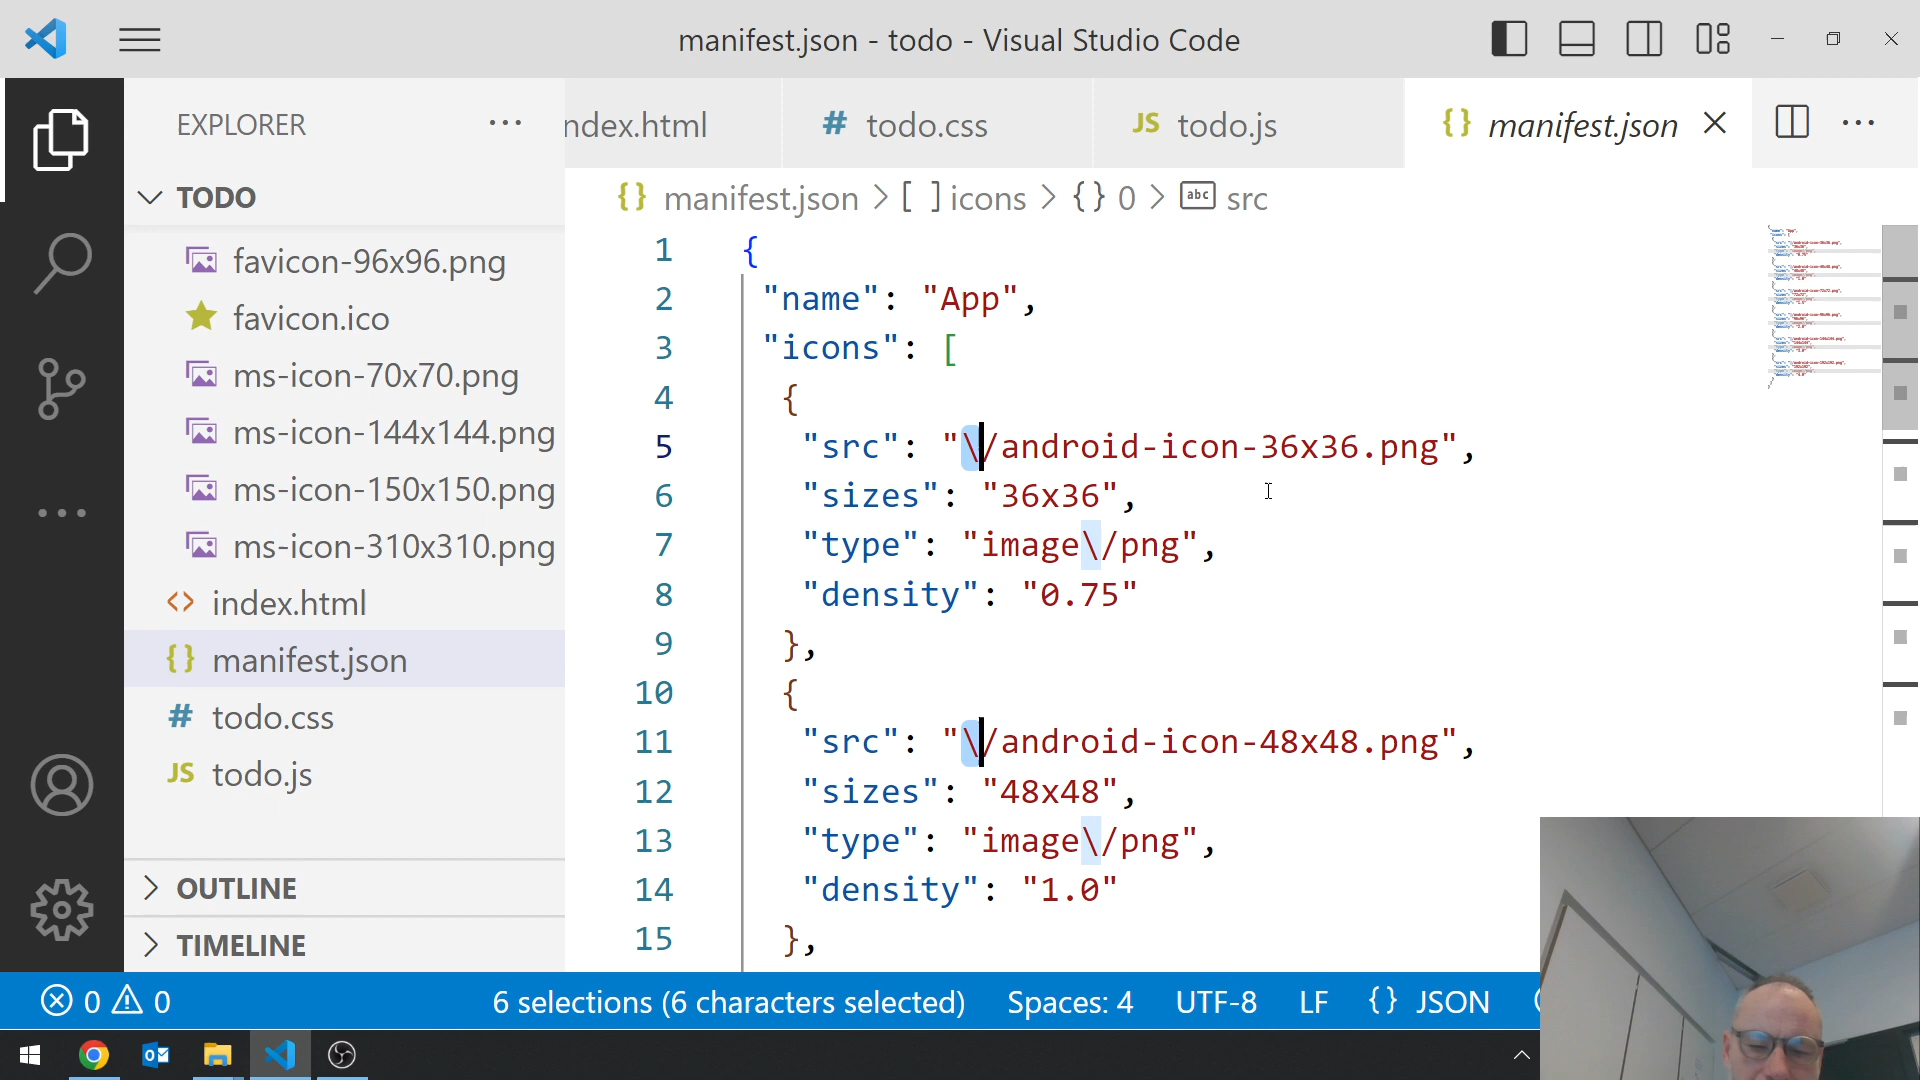 manifest.json - todo - Visual Studio Code
EXPLORER
ndex.html
# todo.css
JS todo.js
{} manifest.json
TODO
{} manifest.json > [ ] icons > {} 0 > abc src
favicon-96x96.png
favicon.ico
ms-icon-70x70.png
ms-icon-144x144.png
ms-icon-150x150.png
ms-icon-310x310.png
<> index.html
{} manifest.json
# todo.css
JS todo.js
OUTLINE
TIMELINE
1 {
2 "name": "App",
3 "icons": [
4 {
5 "src": "\/android-icon-36x36.png",
6 "sizes": "36x36",
7 "type": "image\/png",
8 "density": "0.75"
9 },
10 {
11 "src": "\/android-icon-48x48.png",
12 "sizes": "48x48",
13 "type": "image\/png",
14 "density": "1.0"
15 },
0 0
6 selections (6 characters selected)
Spaces: 4
UTF-8
LF
{} JSON